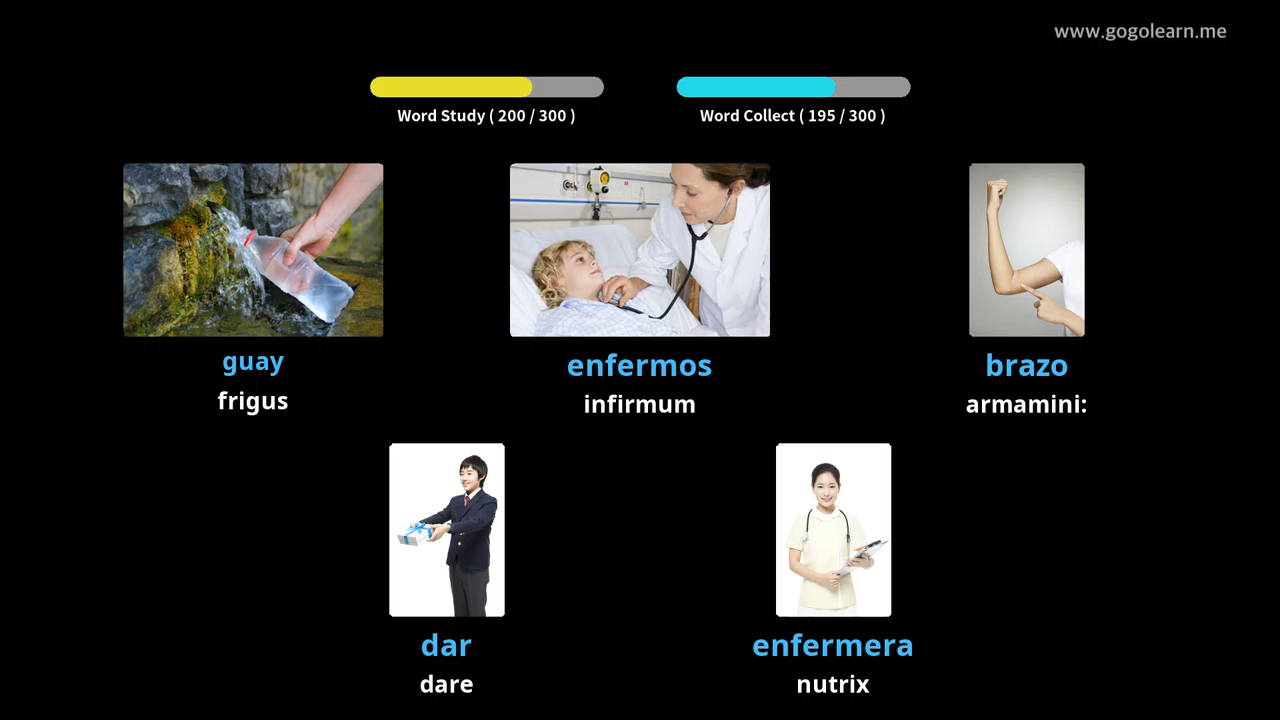 www.gogolearn.me
Word Study ( 200 / 300 )
Word Collect ( 195 / 300 )
guay
frigus
enfermos
infirmum
brazo
armamini:
dar
dare
enfermera
nutrix